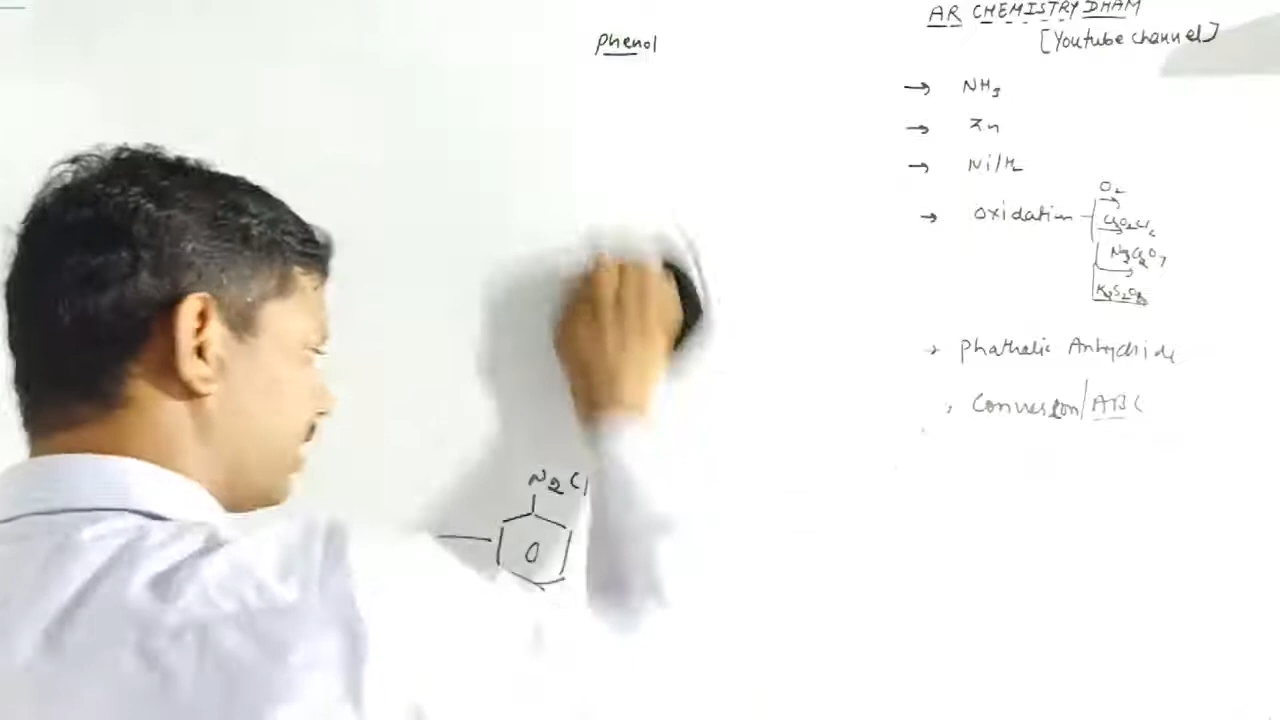 Phenol
AR CHEMISTRY DHAM
[Youtube channel]
→ NH3
→ Zn
→ Ni/H2
→ oxidation
O2
CrO2Cl2
Na2Cr2O7
K2S2O8
→ Phathalic Anhydride
Conversion/ABC
N2Cl